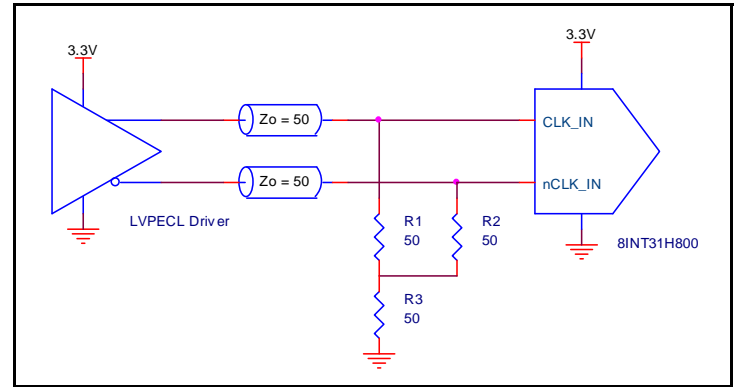 3.3V
3.3V
Zo = 50
CLK_IN
Zo = 50
nCLK_IN
LVPECL Driver
R1
50
R2
50
8INT31H800
R3
50